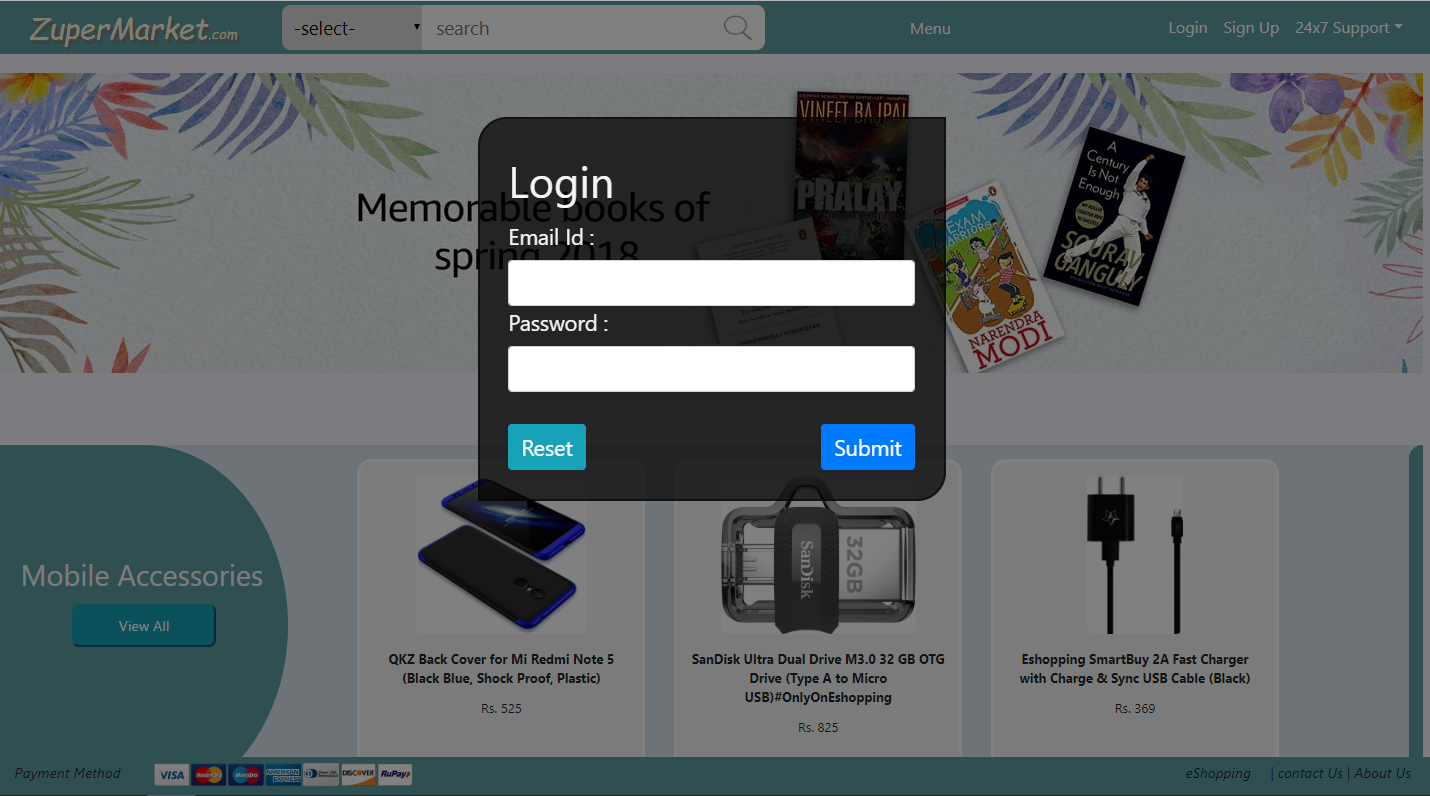 ZuperMarket.com
-select-
search
Menu
Login
Sign Up
24x7 Support
VINEET BAJPAI
PRALAY
A
Century
Is Not
Enough
SOURAV
GANGULY
EXAM
WARRIORS
NARENDRA
MODI
Memorable books of
spring 2018
Login
Email Id :
Password :
Reset
Submit
Mobile Accessories
View All
SanDisk
32GB
QKZ Back Cover for Mi Redmi Note 5
(Black Blue, Shock Proof, Plastic)
Rs. 525
SanDisk Ultra Dual Drive M3.0 32 GB OTG
Drive (Type A to Micro
USB)#OnlyOnEshopping
Rs. 825
Eshopping SmartBuy 2A Fast Charger
with Charge & Sync USB Cable (Black)
Rs. 369
Payment Method
VISA
MasterCard
Maestro
AMERICAN
EXPRESS
DISCOVER
RuPay
eShopping | contact Us | About Us